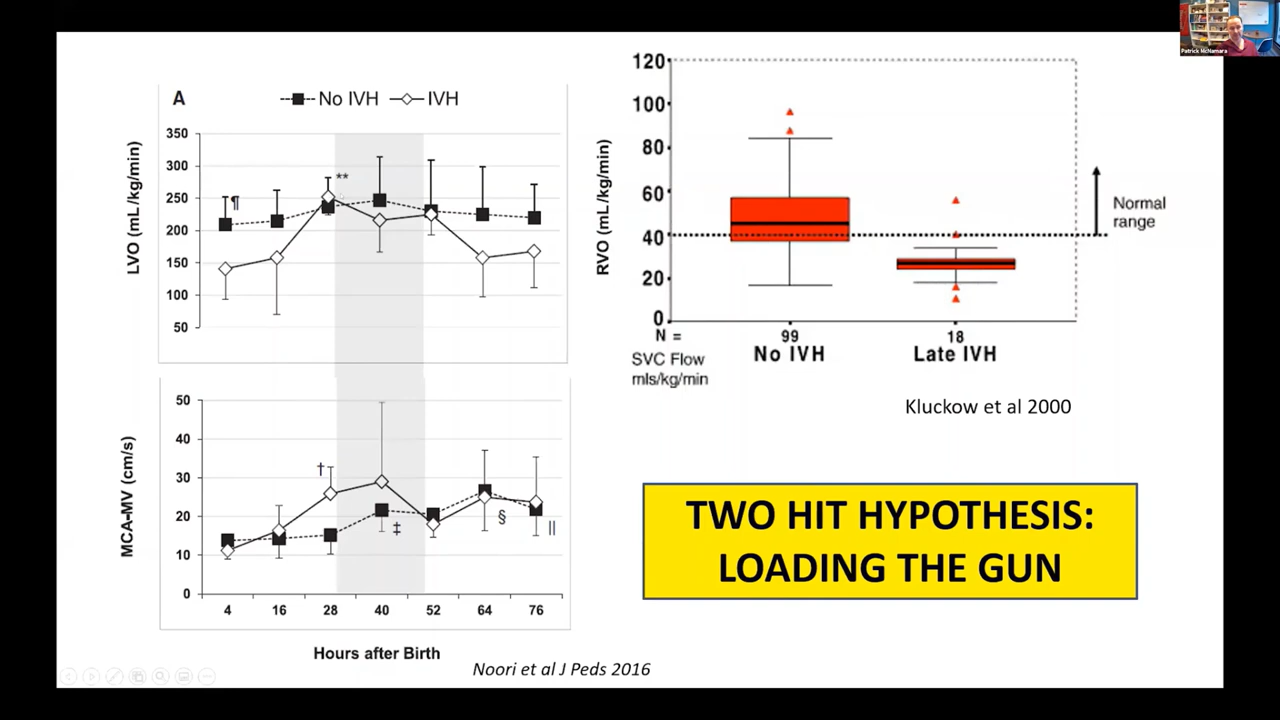 Patrick McNamara
A
No IVH
IVH
350
300
250
200
150
100
50
LVO (mL/kg/min)
¶
**
50
40
30
20
10
0
MCA-MV (cm/s)
†
‡
§
||
4 16 28 40 52 64 76
Hours after Birth
Noori et al J Peds 2016
120
100
80
60
40
20
0
RVO (mL/kg/min)
Normal
range
N = 99 18
SVC Flow
mls/kg/min
No IVH Late IVH
Kluckow et al 2000
TWO HIT HYPOTHESIS:
LOADING THE GUN